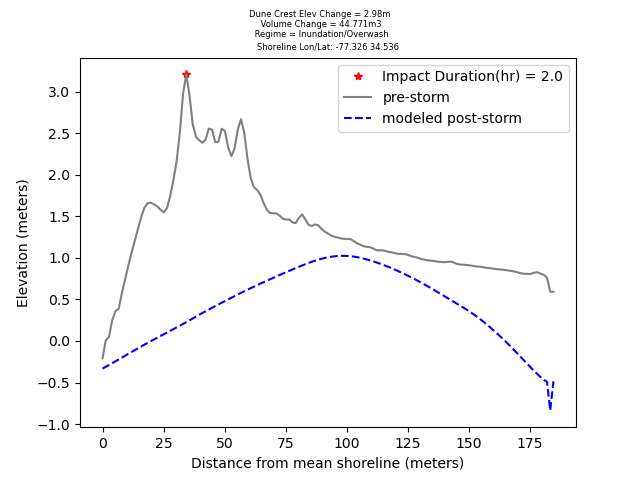 Dune Crest Elev Change = 2.98m
Volume Change = 44.771m3
Regime = Inundation/Overwash
Shoreline Lon/Lat: -77.326 34.536
Impact Duration(hr) = 2.0
pre-storm
modeled post-storm
Elevation (meters)
3.0
2.5
2.0
1.5
1.0
0.5
0.0
−0.5
−1.0
0 25 50 75 100 125 150 175
Distance from mean shoreline (meters)